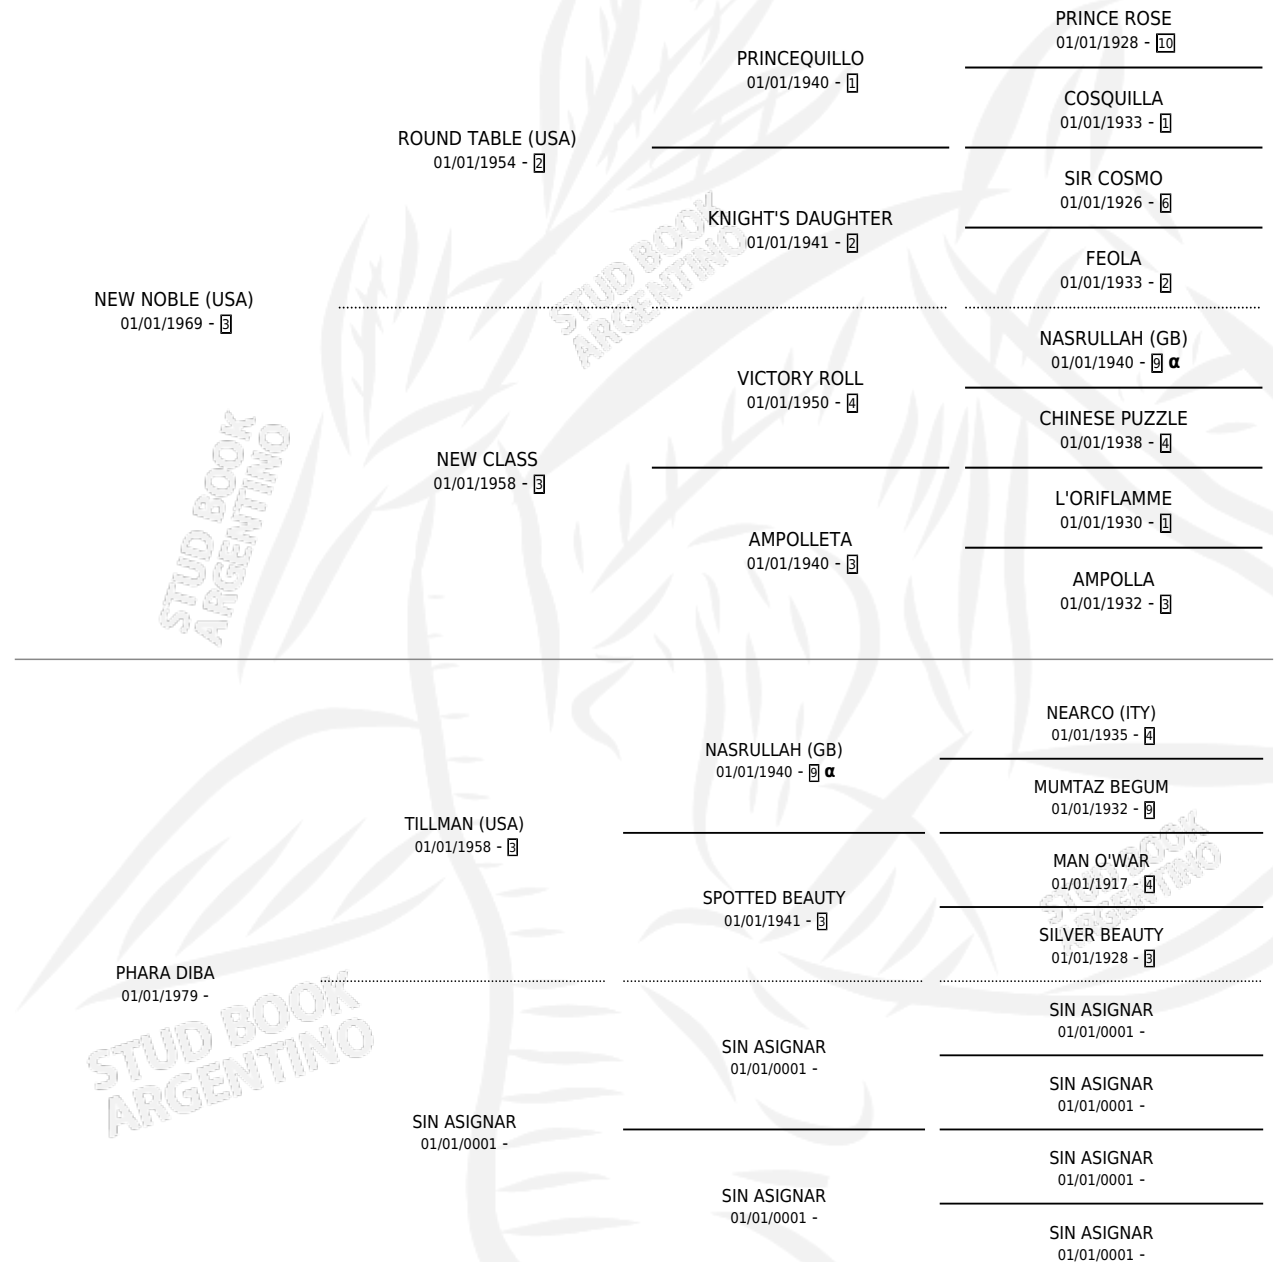 PRINCE ROSE
01/01/1928 - 10
PRINCEQUILLO
01/01/1940 - 1
COSQUILLA
01/01/1933 - 1
ROUND TABLE (USA)
01/01/1954 - 2
SIR COSMO
01/01/1926 - 6
KNIGHT'S DAUGHTER
01/01/1941 - 2
FEOLA
01/01/1933 - 2
NEW NOBLE (USA)
01/01/1969 - 3
NASRULLAH (GB)
01/01/1940 - 9 α
VICTORY ROLL
01/01/1950 - 4
CHINESE PUZZLE
01/01/1938 - 4
NEW CLASS
01/01/1958 - 3
L'ORIFLAMME
01/01/1930 - 1
AMPOLLETA
01/01/1940 - 3
AMPOLLA
01/01/1932 - 3
NEARCO (ITY)
01/01/1935 - 4
NASRULLAH (GB)
01/01/1940 - 9 α
MUMTAZ BEGUM
01/01/1932 - 9
TILLMAN (USA)
01/01/1958 - 3
MAN O'WAR
01/01/1917 - 4
SPOTTED BEAUTY
01/01/1941 - 3
SILVER BEAUTY
01/01/1928 - 3
PHARA DIBA
01/01/1979 -
SIN ASIGNAR
01/01/0001 -
SIN ASIGNAR
01/01/0001 -
SIN ASIGNAR
01/01/0001 -
SIN ASIGNAR
01/01/0001 -
SIN ASIGNAR
01/01/0001 -
SIN ASIGNAR
01/01/0001 -
SIN ASIGNAR
01/01/0001 -
STUD BOOK
ARGENTINO
STUD BOOK
ARGENTINO
STUD BOOK
ARGENTINO
STUD BOOK
ARGENTINO